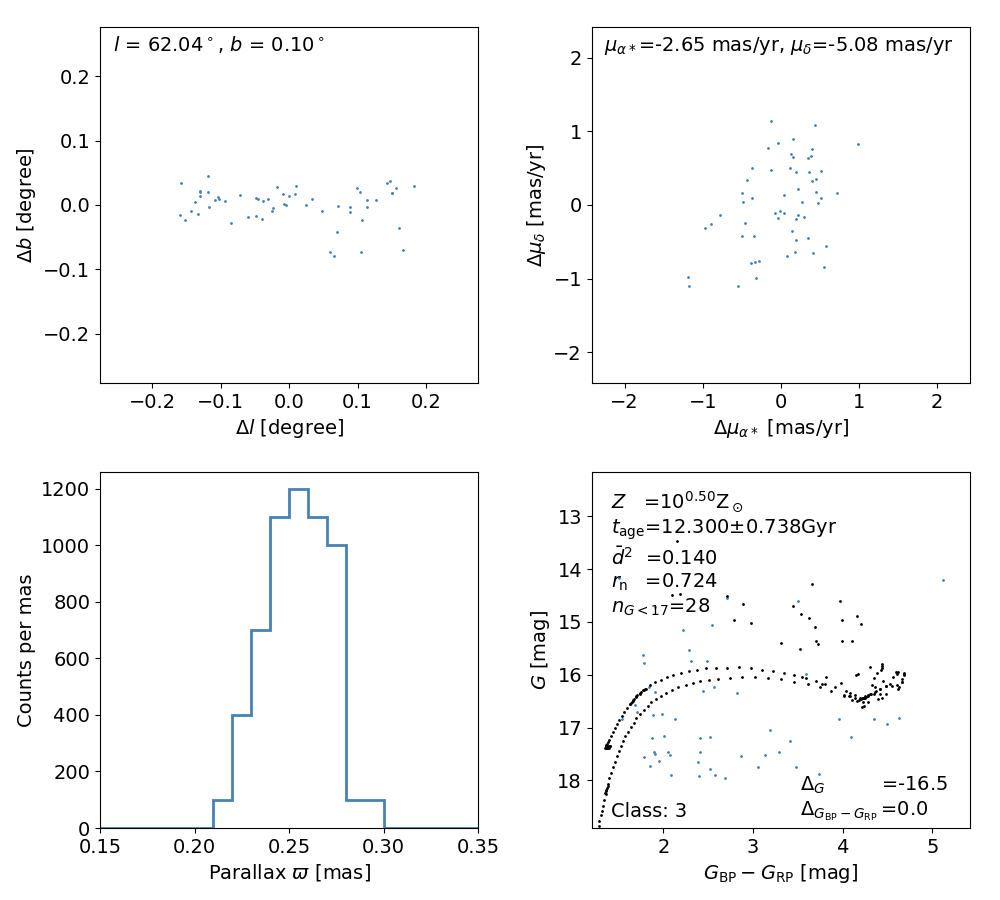 l = 62.04°, b = 0.10°
0.2
0.1
0.0
−0.1
−0.2
Δb [degree]
−0.2 −0.1 0.0 0.1 0.2
Δl [degree]
μα*=-2.65 mas/yr, μδ=-5.08 mas/yr
2
1
0
−1
−2
Δμδ [mas/yr]
−2 −1 0 1 2
Δμα* [mas/yr]
1200
1000
800
600
400
200
0
Counts per mas
0.15 0.20 0.25 0.30 0.35
Parallax ϖ [mas]
Z =10^0.50 Z⊙
t_age=12.300±0.738Gyr
d̄² =0.140
r_n =0.724
n_G<17=28
13
14
15
16
17
18
G [mag]
Δ_G =-16.5
Class: 3
Δ_G_BP−G_RP =0.0
2 3 4 5
G_BP − G_RP [mag]